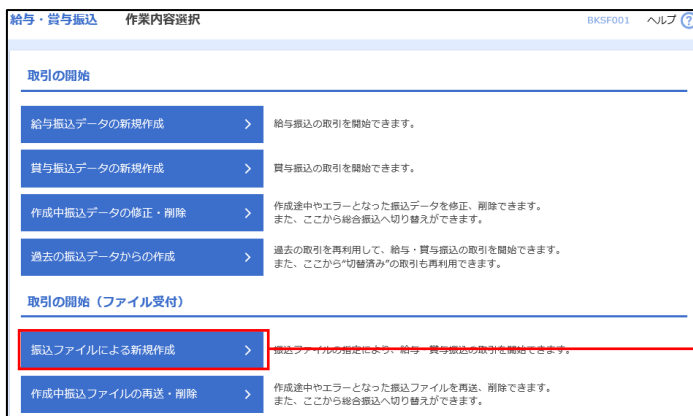 給与・賞与振込 作業内容選択 BKSF001 ヘルプ ?
取引の開始
給与振込データの新規作成 > 給与振込の取引を開始できます。
賞与振込データの新規作成 > 賞与振込の取引を開始できます。
作成中振込データの修正・削除 > 作成途中やエラーとなった振込データを修正、削除できます。
また、ここから総合振込へ切り替えができます。
過去の振込データからの作成 > 過去の取引を再利用して、給与・賞与振込の取引を開始できます。
また、ここから“切替済み”の取引も再利用できます。
取引の開始（ファイル受付）
振込ファイルによる新規作成 > 振込ファイルの指定により、給与・賞与振込の取引を開始できます。
作成中振込ファイルの再送・削除 > 作成途中やエラーとなった振込ファイルを再送、削除できます。
また、ここから総合振込へ切り替えができます。